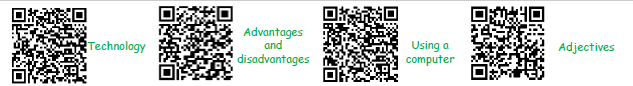 Technology
Advantages
and
disadvantages
Using a
computer
Adjectives